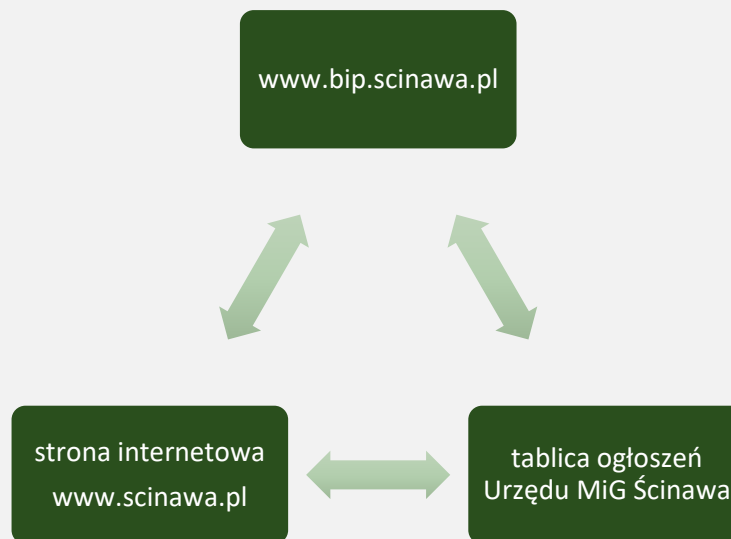 www.bip.scinawa.pl
strona internetowa
www.scinawa.pl
tablica ogłoszeń
Urzędu MiG Ścinawa